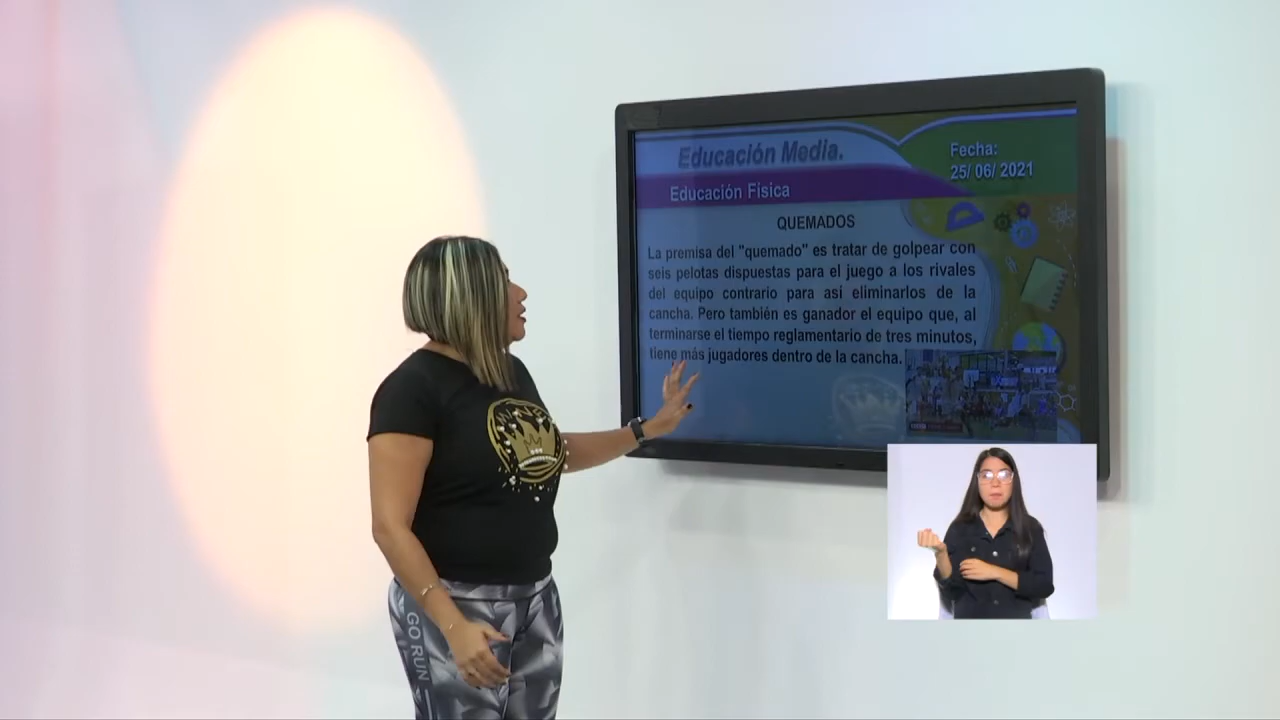 Educación Media.
Fecha:
25/ 06/ 2021
Educación Física
QUEMADOS
La premisa del "quemado" es tratar de golpear con
seis pelotas dispuestas para el juego a los rivales
del equipo contrario para asi eliminarlos de la
cancha. Pero también es ganador el equipo que, al
terminarse el tiempo reglamentario de tres minutos,
tiene más jugadores dentro de la cancha.
GO RUN